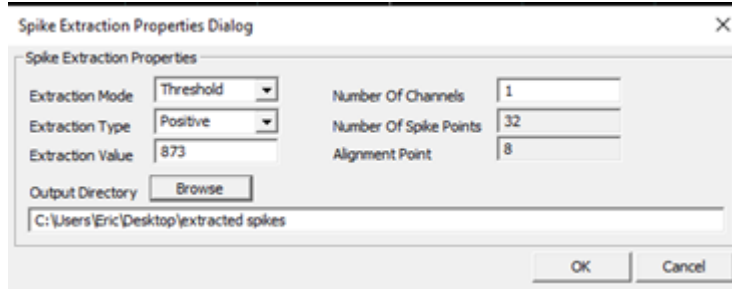 Spike Extraction Properties Dialog
Spike Extraction Properties
Extraction Mode Threshold Number Of Channels 1
Extraction Type Positive Number Of Spike Points 32
Extraction Value 873 Alignment Point 8
Output Directory Browse
C:\Users\Eric\Desktop\extracted spikes
OK Cancel